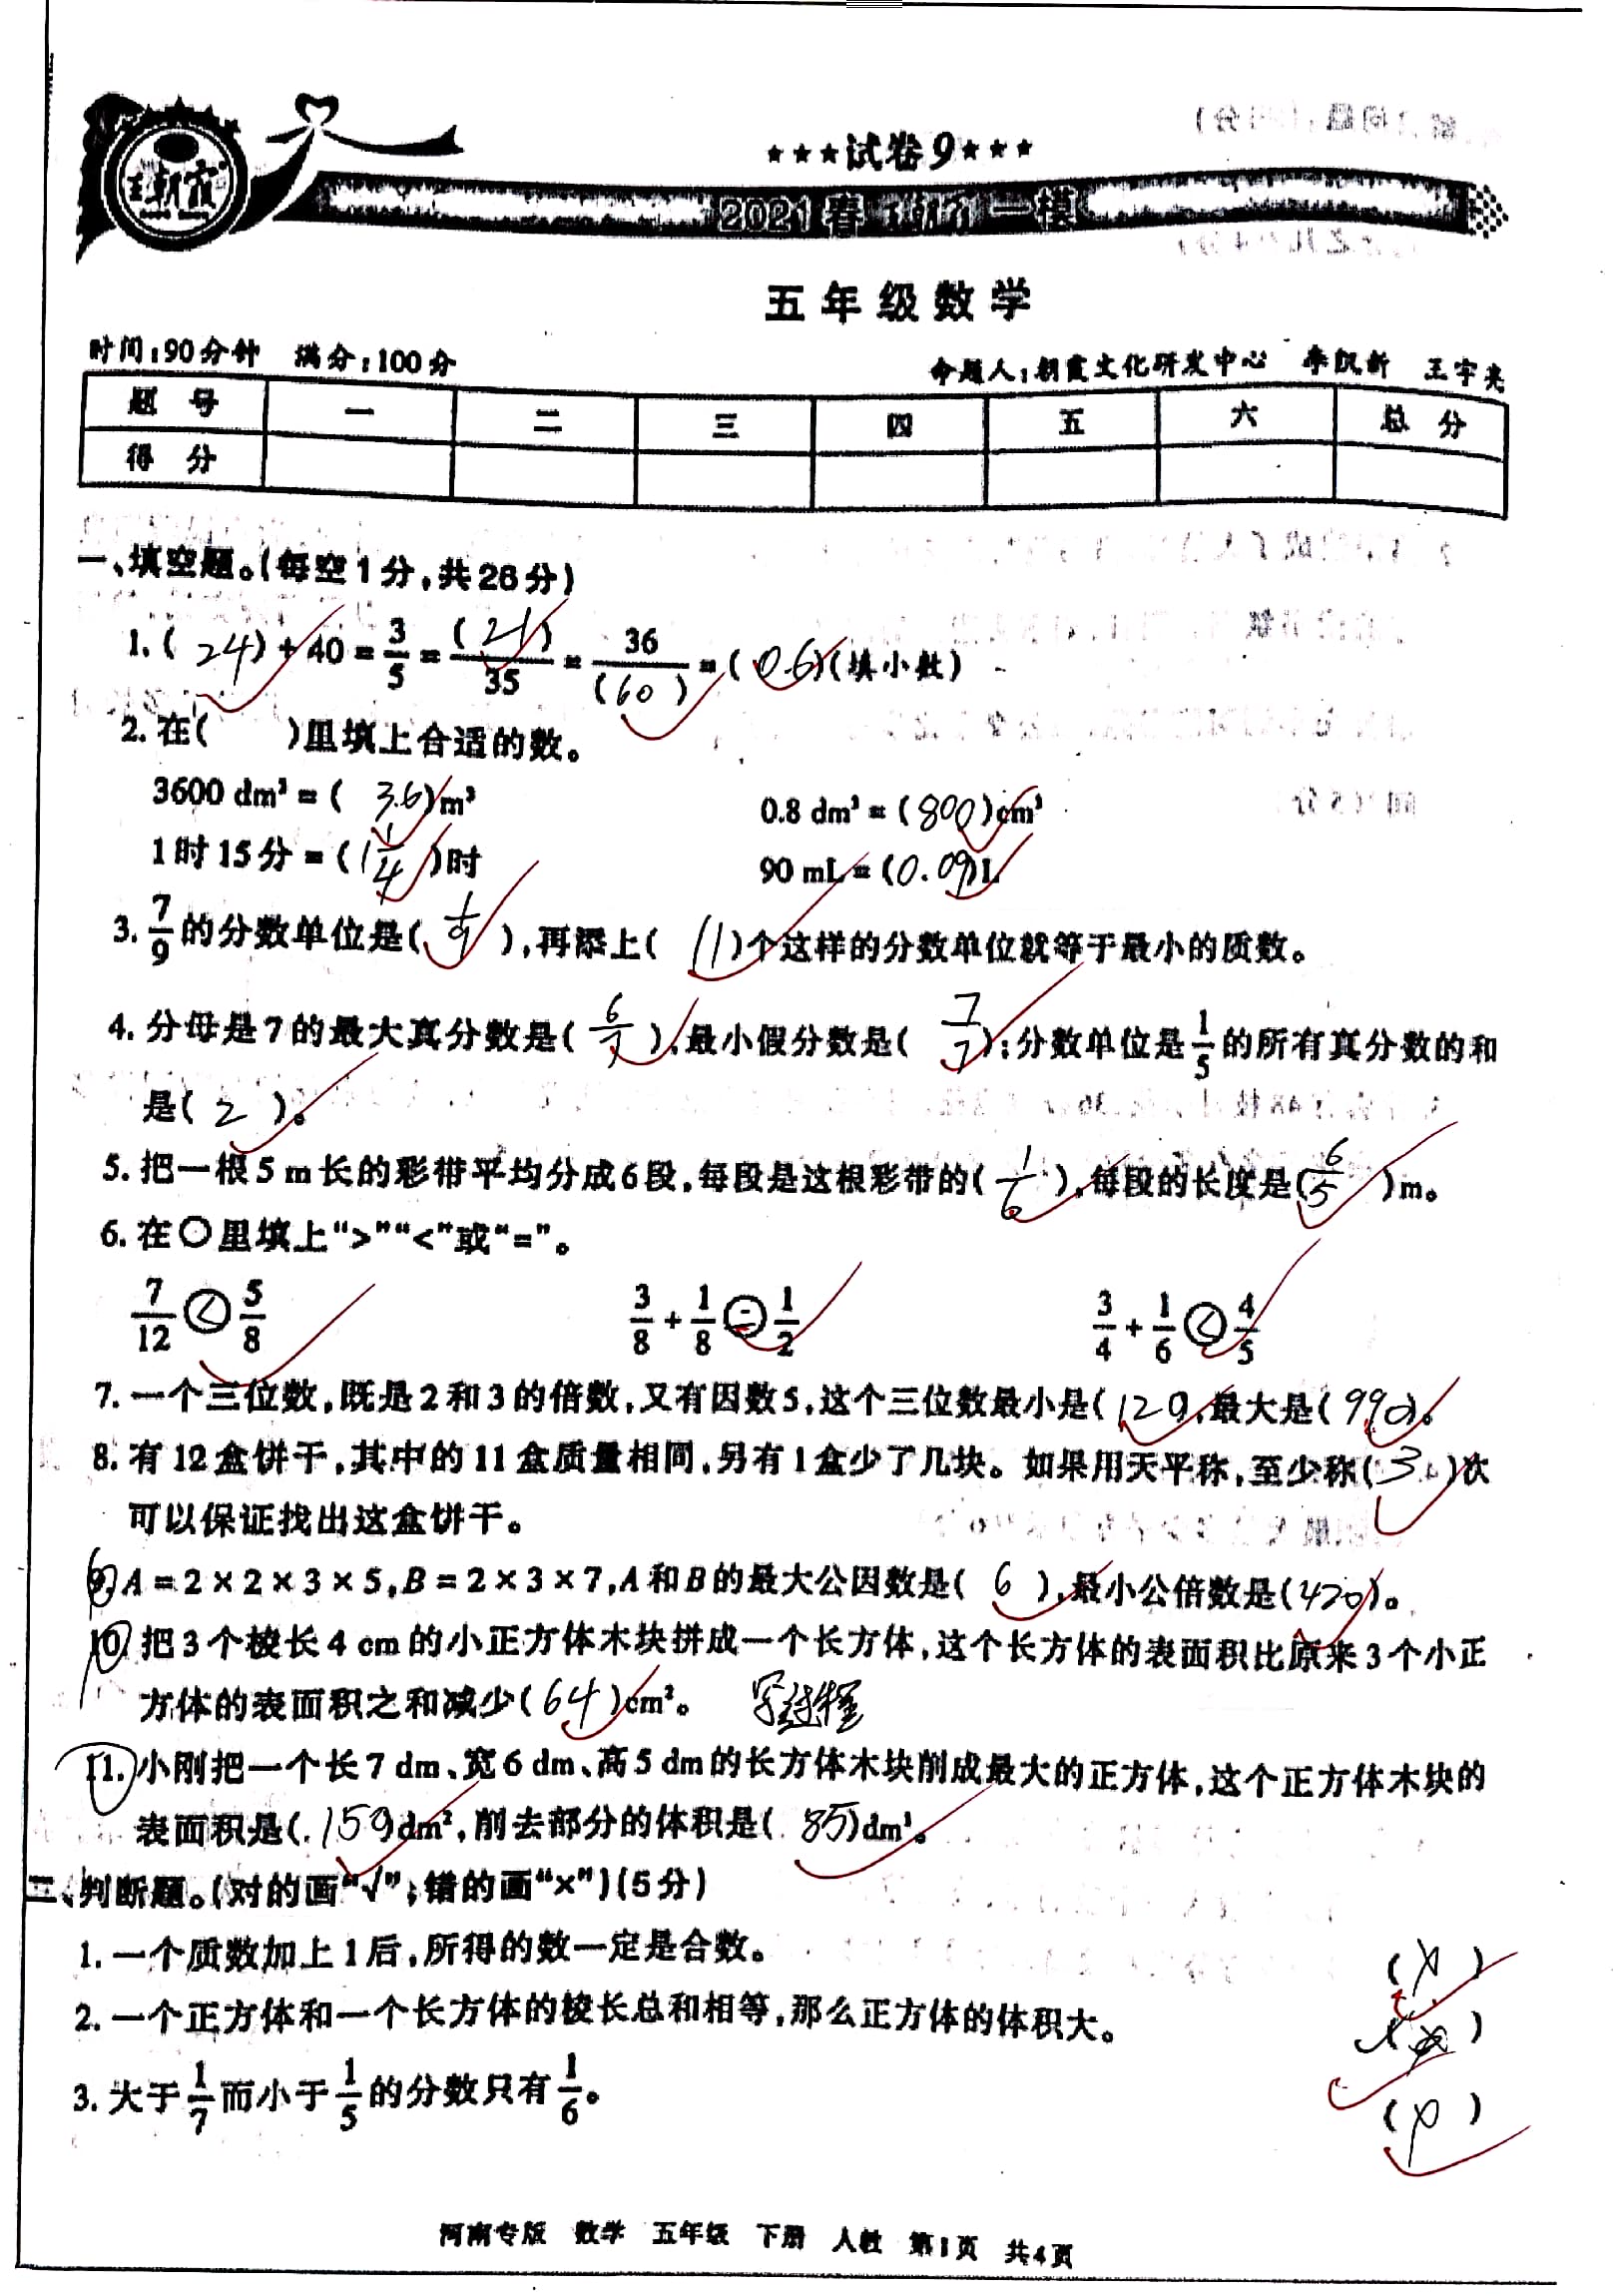 王朝霞
★★★试卷9★★★
2021春 一模
五年级数学
时间:90分钟 满分:100分 命题人:朝霞文化研发中心 李钦新 王宇亮
题号 一 二 三 四 五 六 总分
得分
一、填空题。(每空1分,共26分)
1. ( 24 )÷40=3/5=( 21 )/35=36/( 60 )=( 0.6 )(填小数)
2. 在( )里填上合适的数。
3600 dm³=( 3.6 )m³ 0.8 dm³=( 800 )cm³
1时15分=( 1 1/4 )时 90 mL=( 0.09 )L
3. 7/9的分数单位是( 1/9 ),再添上( 11 )个这样的分数单位就等于最小的质数。
4. 分母是7的最大真分数是( 6/7 ),最小假分数是( 7/7 );分数单位是1/5的所有真分数的和
是( 2 )。
5. 把一根5 m长的彩带平均分成6段,每段是这根彩带的( 1/6 ),每段的长度是( 6/5 )m。
6. 在○里填上“>”“<”或“=”。
7/12 < 5/8 3/8+1/8 = 1/2 3/4+1/6 < 4/5
7. 一个三位数,既是2和3的倍数,又有因数5,这个三位数最小是( 120 ),最大是( 990 )。
8. 有12盒饼干,其中的11盒质量相同,另有1盒少了几块。如果用天平称,至少称( 3 )次
可以保证找出这盒饼干。
9. A=2×2×3×5,B=2×3×7,A和B的最大公因数是( 6 ),最小公倍数是( 420 )。
10. 把3个棱长4 cm的小正方体木块拼成一个长方体,这个长方体的表面积比原来3个小正
方体的表面积之和减少( 64 )cm²。 写过程
11. 小刚把一个长7 dm、宽6 dm、高5 dm的长方体木块削成最大的正方体,这个正方体木块的
表面积是( 150 )dm²,削去部分的体积是( 85 )dm³。
二、判断题。(对的画“√”;错的画“×”)(5分)
1. 一个质数加上1后,所得的数一定是合数。 ( × )
2. 一个正方体和一个长方体的棱长总和相等,那么正方体的体积大。 ( )
3. 大于1/7而小于1/5的分数只有1/6。 ( × )
河南专版 数学 五年级 下册 人教 第1页 共4页